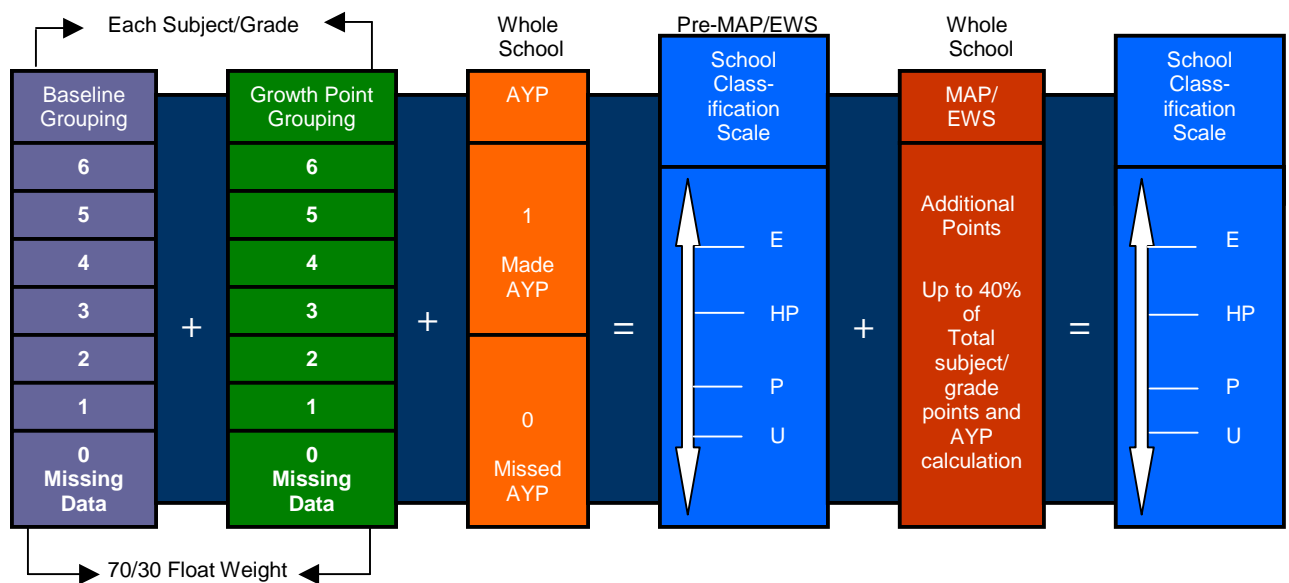 Each Subject/Grade
Baseline
Grouping
6
5
4
3
2
1
0
Missing
Data
+
Growth Point
Grouping
6
5
4
3
2
1
0
Missing
Data
70/30 Float Weight
+
Whole
School
AYP
1
Made
AYP
0
Missed
AYP
=
Pre-MAP/EWS
School
Class-
ification
Scale
E
HP
P
U
+
Whole
School
MAP/
EWS
Additional
Points
Up to 40%
of
Total
subject/
grade
points and
AYP
calculation
=
School
Class-
ification
Scale
E
HP
P
U